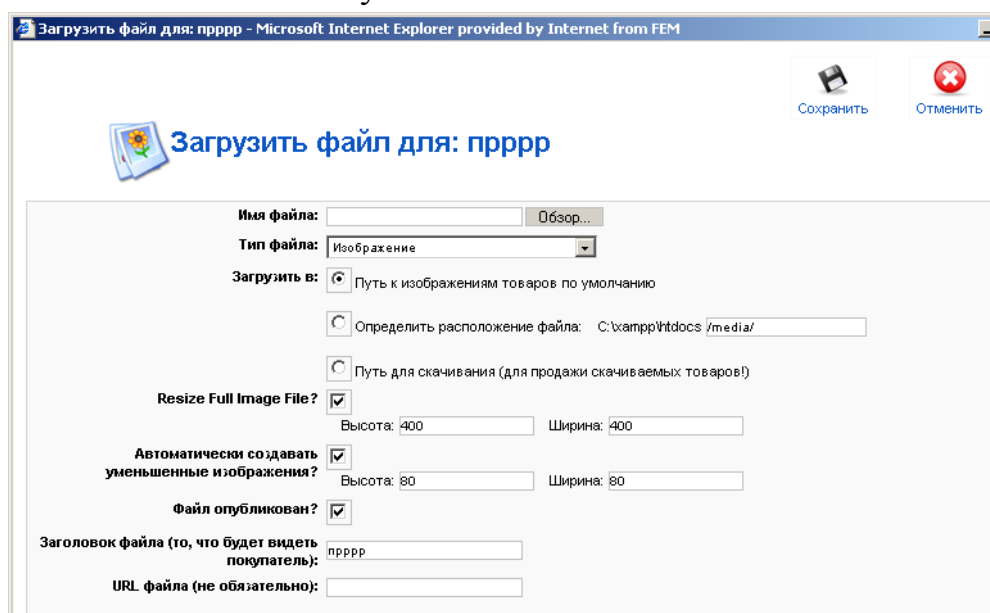 Загрузить файл для: прppp - Microsoft Internet Explorer provided by Internet from FEM
Сохранить Отменить
Загрузить файл для: прppp
Имя файла: Обзор...
Тип файла: Изображение
Загрузить в: Путь к изображениям товаров по умолчанию
Определить расположение файла: C:\xampp\htdocs /media/
Путь для скачивания (для продажи скачиваемых товаров!)
Resize Full Image File?
Высота: 400 Ширина: 400
Автоматически создавать
уменьшенные изображения?
Высота: 80 Ширина: 80
Файл опубликован?
Заголовок файла (то, что будет видеть
покупатель): прppp
URL файла (не обязательно):